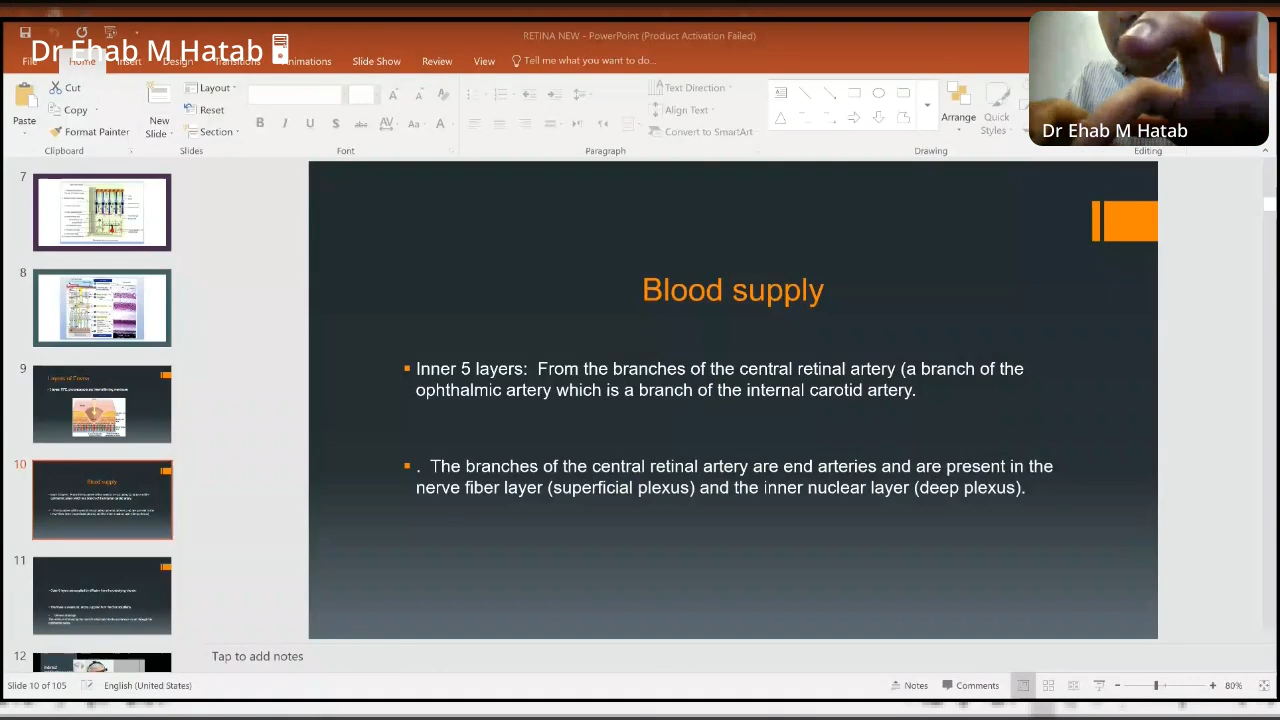 RETINA NEW - PowerPoint (Product Activation Failed)
Dr Ehab M Hatab
File Home Insert Design Transitions Animations Slide Show Review View Tell me what you want to do...
Paste
Cut
Copy
Format Painter
New Slide
Layout
Reset
Section
B I U S abc AV Aa A
Text Direction
Align Text
Convert to SmartArt
Arrange
Quick Styles
Dr Ehab M Hatab
Clipboard Slides Font Paragraph Drawing Editing
7
8
9
10
Blood supply
11
12
Blood supply
Inner 5 layers: From the branches of the central retinal artery (a branch of the
ophthalmic artery which is a branch of the internal carotid artery.
. The branches of the central retinal artery are end arteries and are present in the
nerve fiber layer (superficial plexus) and the inner nuclear layer (deep plexus).
Tap to add notes
Slide 10 of 105 English (United States) Notes Comments 80%